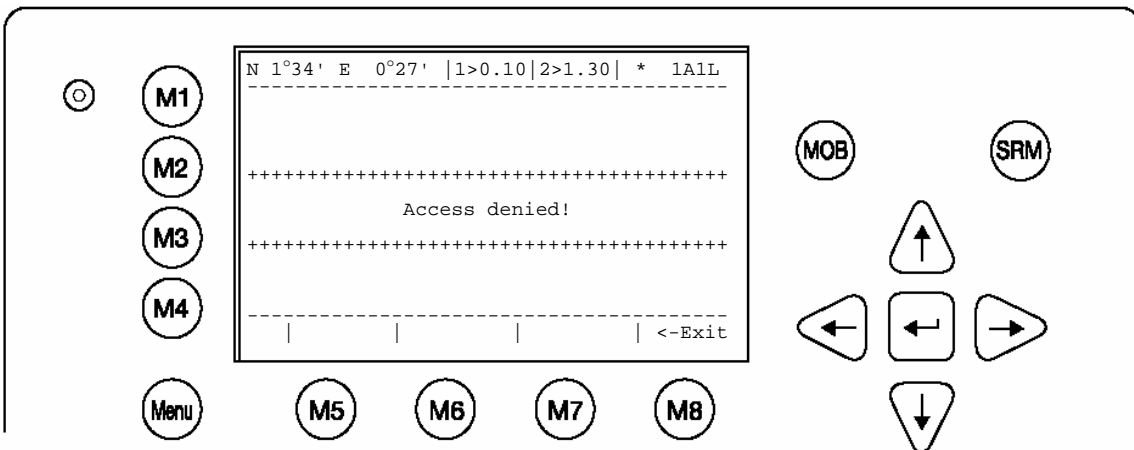 N 1°34' E 0°27' |1>0.10|2>1.30| * 1A1L
----------------------------------------
M1
MOB
SRM
M2
++++++++++++++++++++++++++++++++++++++++
Access denied!
M3
++++++++++++++++++++++++++++++++++++++++
M4
----------------------------------------
| | | | <-Exit
Menu
M5
M6
M7
M8